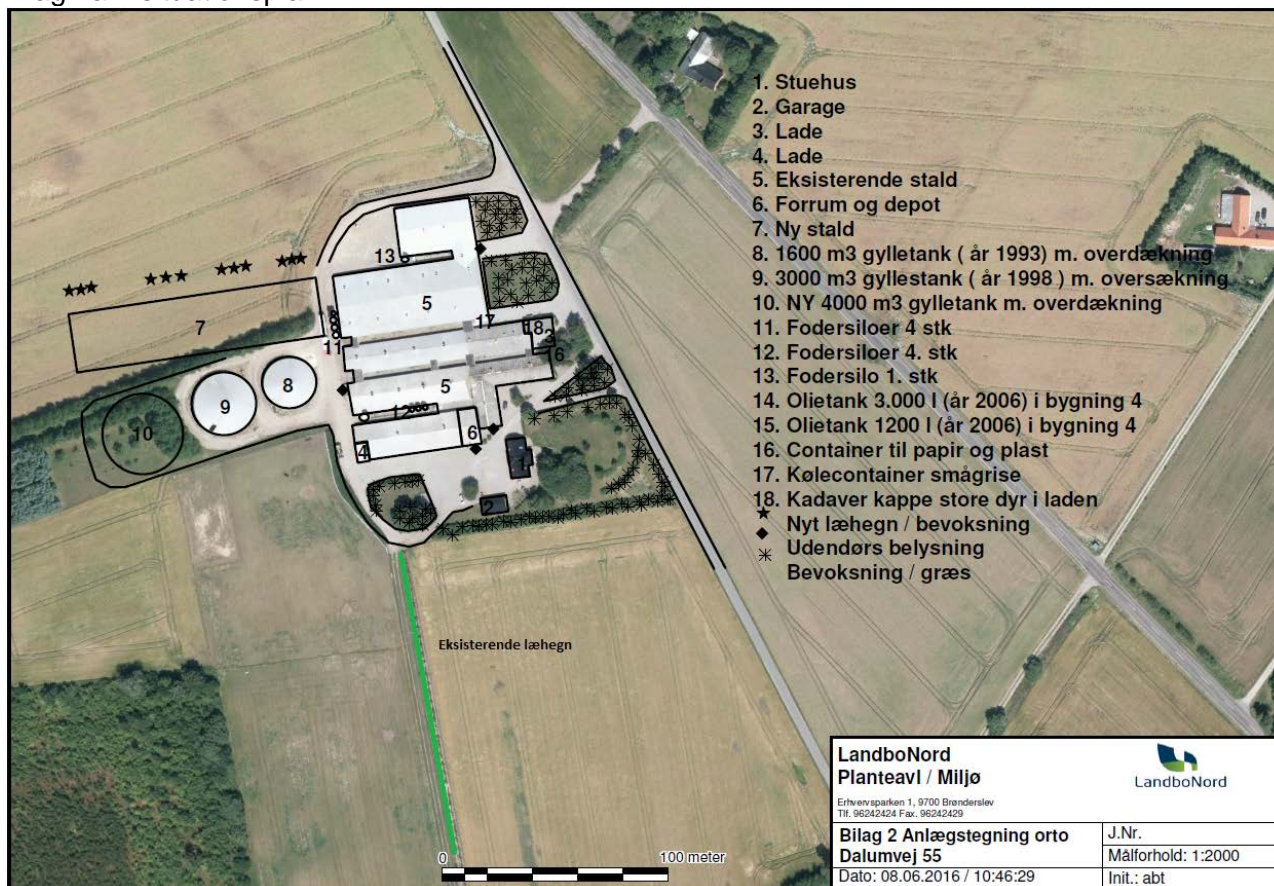 1. Stuehus
2. Garage
3. Lade
4. Lade
5. Eksisterende stald
6. Forrum og depot
7. Ny stald
8. 1600 m3 gylletank ( år 1993) m. overdækning
9. 3000 m3 gyllestank ( år 1998 ) m. oversækning
10. NY 4000 m3 gylletank m. overdækning
11. Fodersiloer 4 stk
12. Fodersiloer 4. stk
13. Fodersilo 1. stk
14. Olietank 3.000 l (år 2006) i bygning 4
15. Olietank 1200 l (år 2006) i bygning 4
16. Container til papir og plast
17. Kølecontainer smågrise
18. Kadaver kappe store dyr i laden
Nyt læhegn / bevoksning
Udendørs belysning
Bevoksning / græs
13
5
7
17
18
3
11
16
8
5
9
12
10
6
4
2
Eksisterende læhegn
0
100 meter
LandboNord
Planteavl / Miljø
LandboNord
Erhvervsparken 1, 9700 Brønderslev
Tlf. 96242424 Fax. 96242429
Bilag 2 Anlægstegning orto
Dalumvej 55
J.Nr.
Målforhold: 1:2000
Dato: 08.06.2016 / 10:46:29
Init.: abt